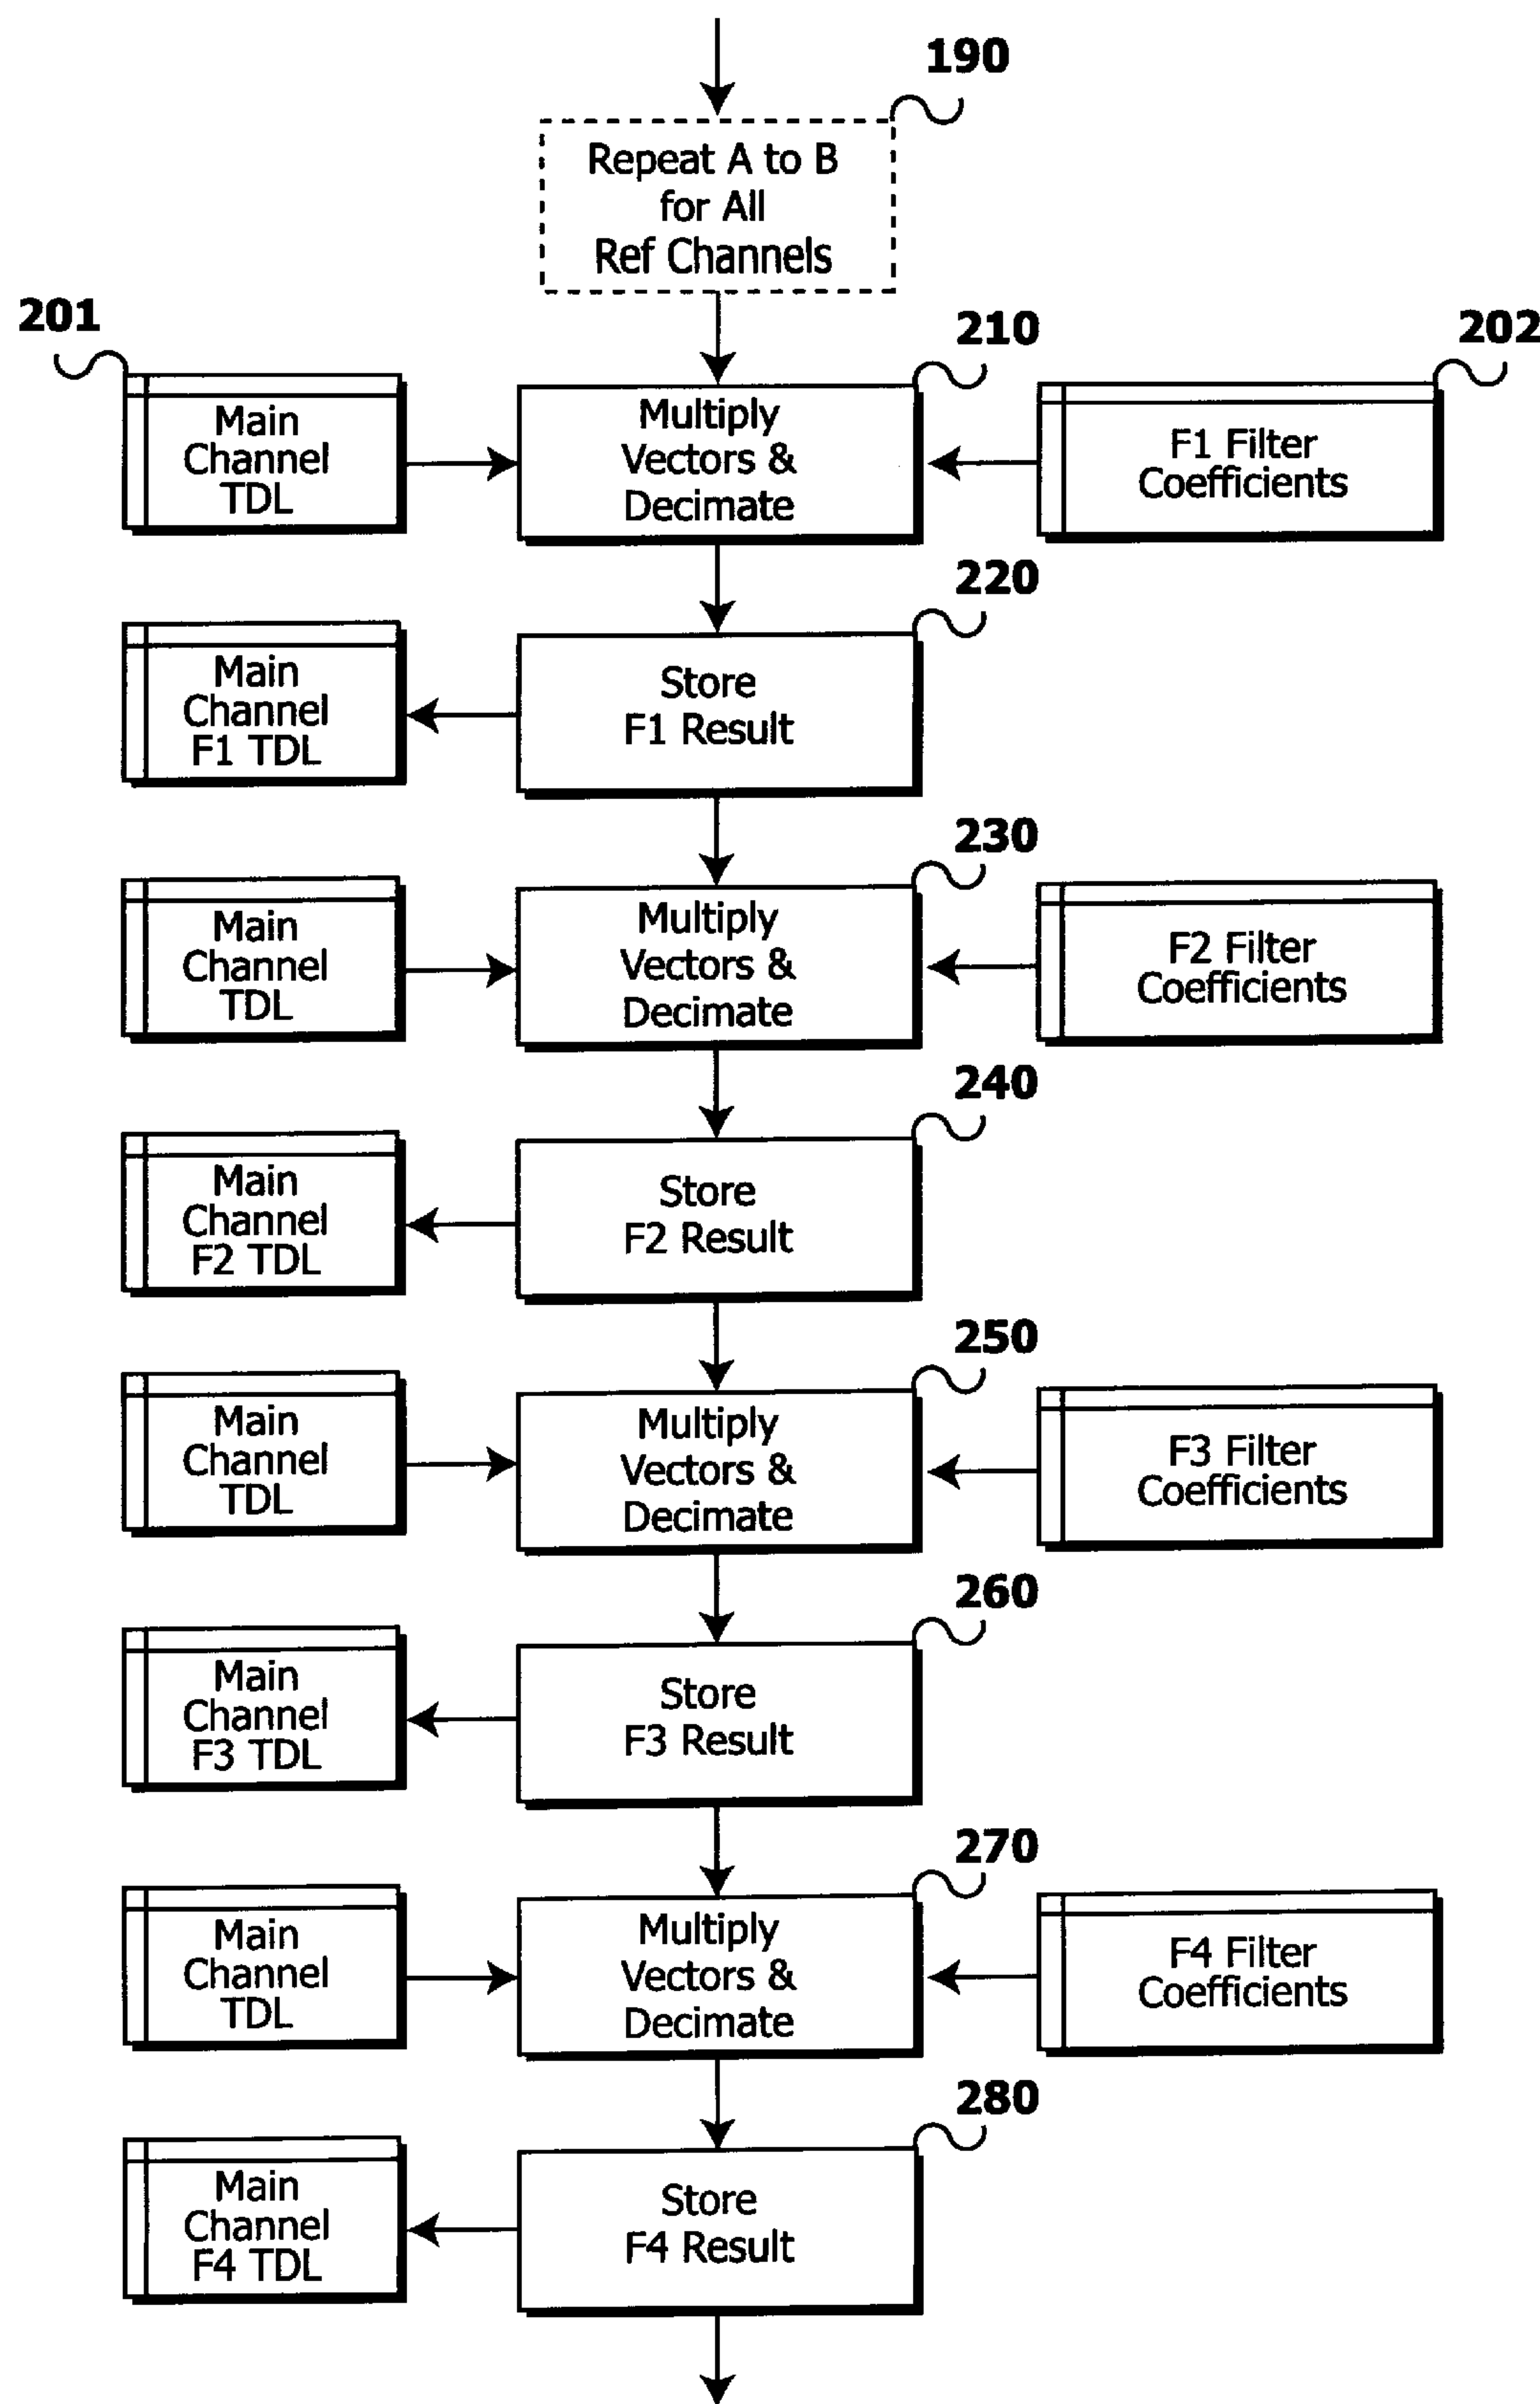 190
Repeat A to B
for All
Ref Channels
201
210
202
Main
Channel
TDL
Multiply
Vectors &
Decimate
F1 Filter
Coefficients
220
Main
Channel
F1 TDL
Store
F1 Result
230
Main
Channel
TDL
Multiply
Vectors &
Decimate
F2 Filter
Coefficients
240
Main
Channel
F2 TDL
Store
F2 Result
250
Main
Channel
TDL
Multiply
Vectors &
Decimate
F3 Filter
Coefficients
260
Main
Channel
F3 TDL
Store
F3 Result
270
Main
Channel
TDL
Multiply
Vectors &
Decimate
F4 Filter
Coefficients
280
Main
Channel
F4 TDL
Store
F4 Result